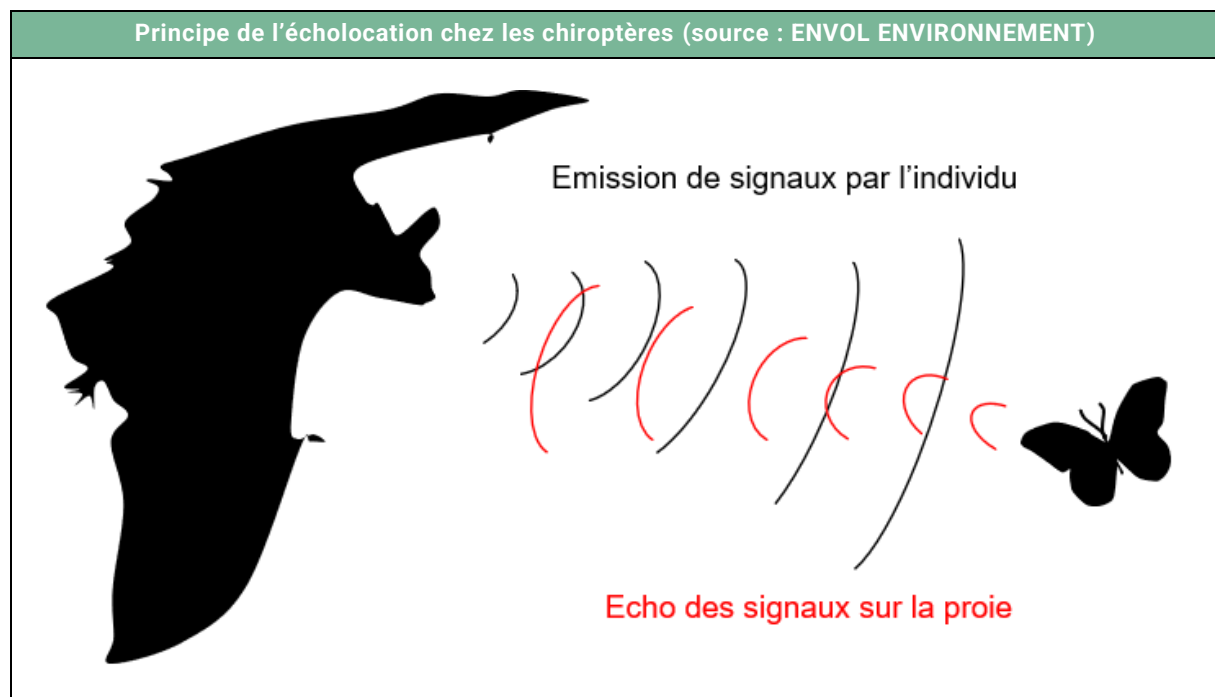 Principe de l’écholocation chez les chiroptères (source : ENVOL ENVIRONNEMENT)
Emission de signaux par l’individu
Echo des signaux sur la proie